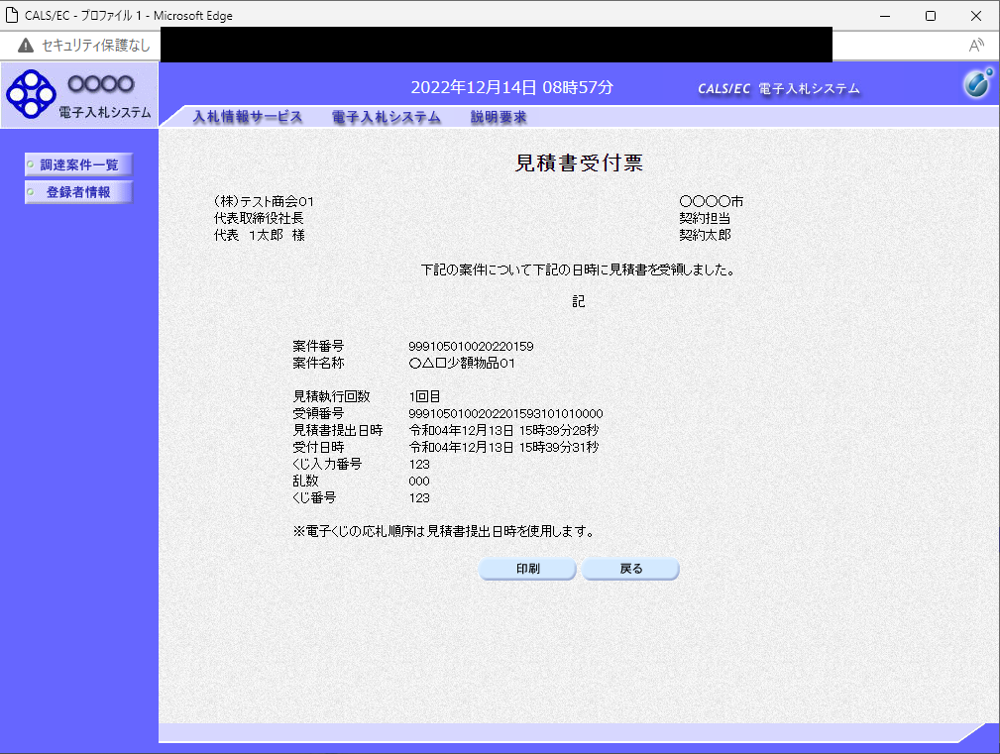 CALS/EC - プロファイル 1 - Microsoft Edge
セキュリティ保護なし
〇〇〇〇
電子入札システム
2022年12月14日 08時57分
CALS/EC 電子入札システム
入札情報サービス 電子入札システム 説明要求
調達案件一覧
登録者情報
見積書受付票
(株)テスト商会01
代表取締役社長
代表　1太郎　様
〇〇〇〇市
契約担当
契約太郎
下記の案件について下記の日時に見積書を受領しました。
記
案件番号 999105010020220159
案件名称 〇△口少額物品01
見積執行回数 1回目
受領番号 9991050100202201593101010000
見積書提出日時 令和04年12月13日 15時39分28秒
受付日時 令和04年12月13日 15時39分31秒
くじ入力番号 123
乱数 000
くじ番号 123
※電子くじの応札順序は見積書提出日時を使用します。
印刷 戻る